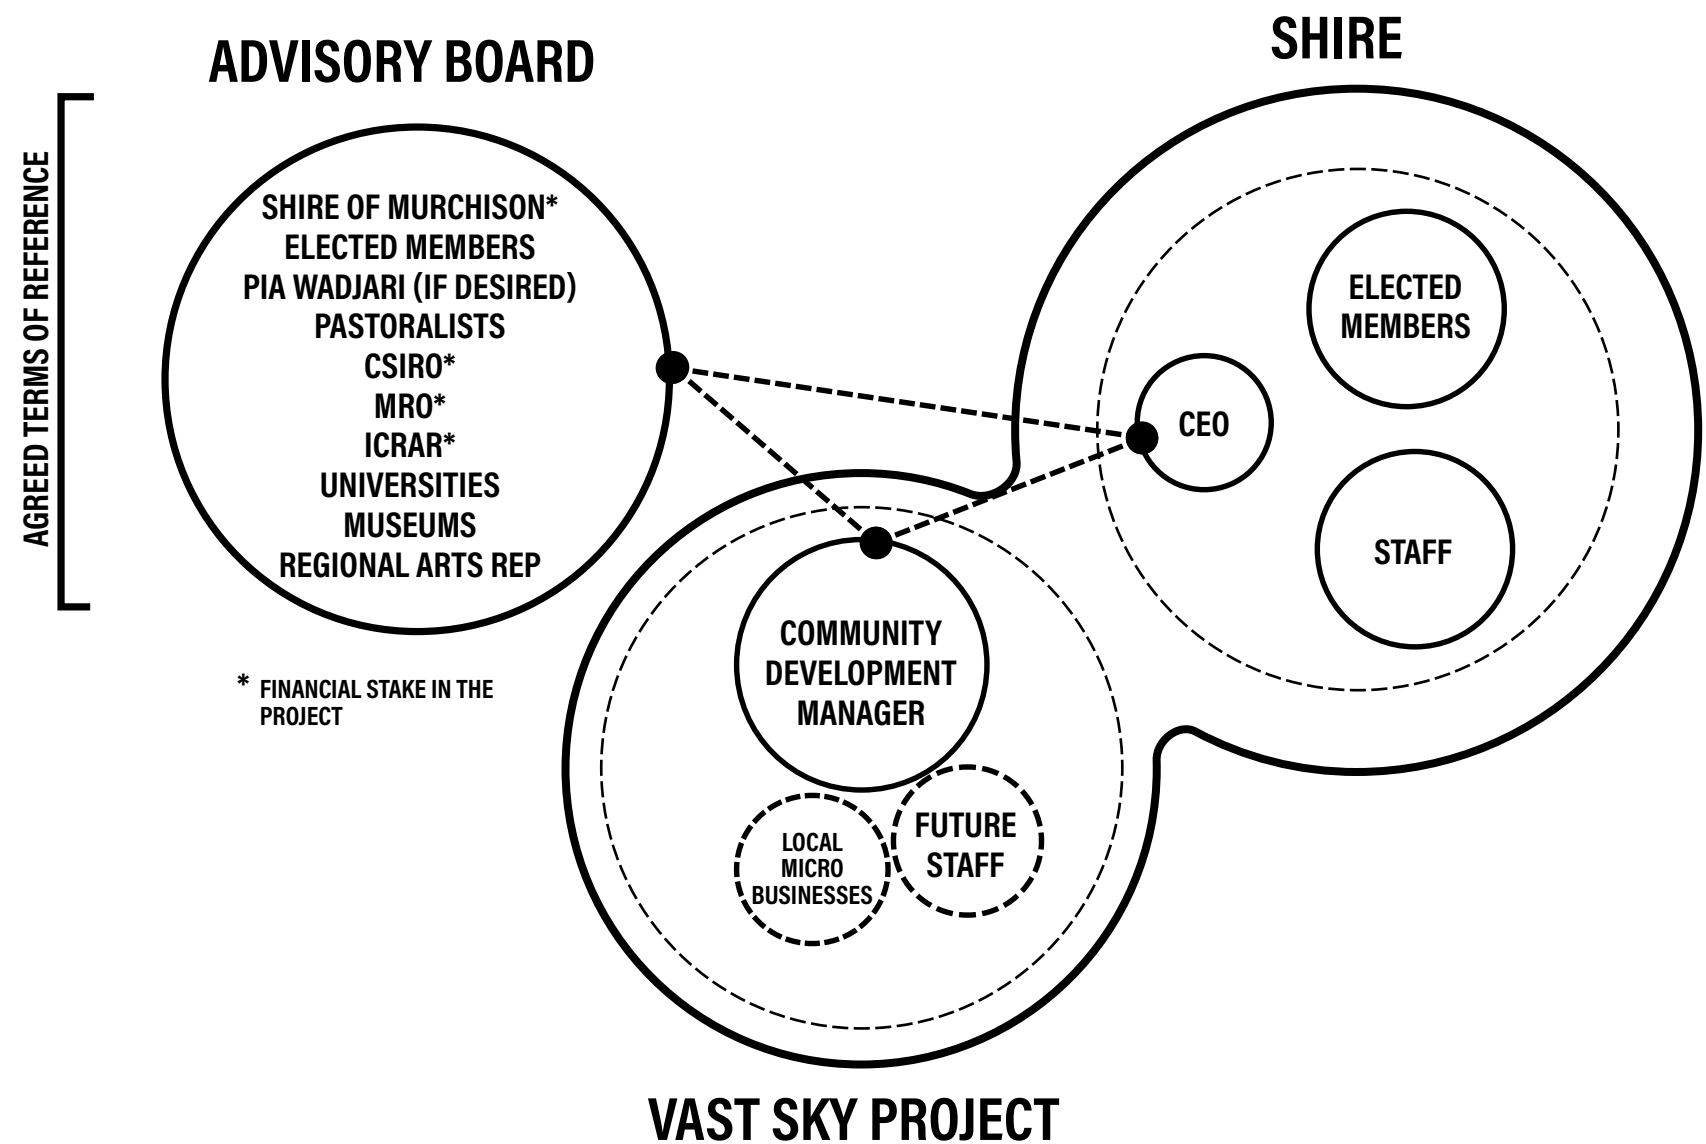 ADVISORY BOARD
SHIRE
AGREED TERMS OF REFERENCE
SHIRE OF MURCHISON*
ELECTED MEMBERS
PIA WADJARI (IF DESIRED)
PASTORALISTS
CSIRO*
MRO*
ICRAR*
UNIVERSITIES
MUSEUMS
REGIONAL ARTS REP
* FINANCIAL STAKE IN THE
PROJECT
ELECTED
MEMBERS
CEO
STAFF
COMMUNITY
DEVELOPMENT
MANAGER
LOCAL
MICRO
BUSINESSES
FUTURE
STAFF
VAST SKY PROJECT